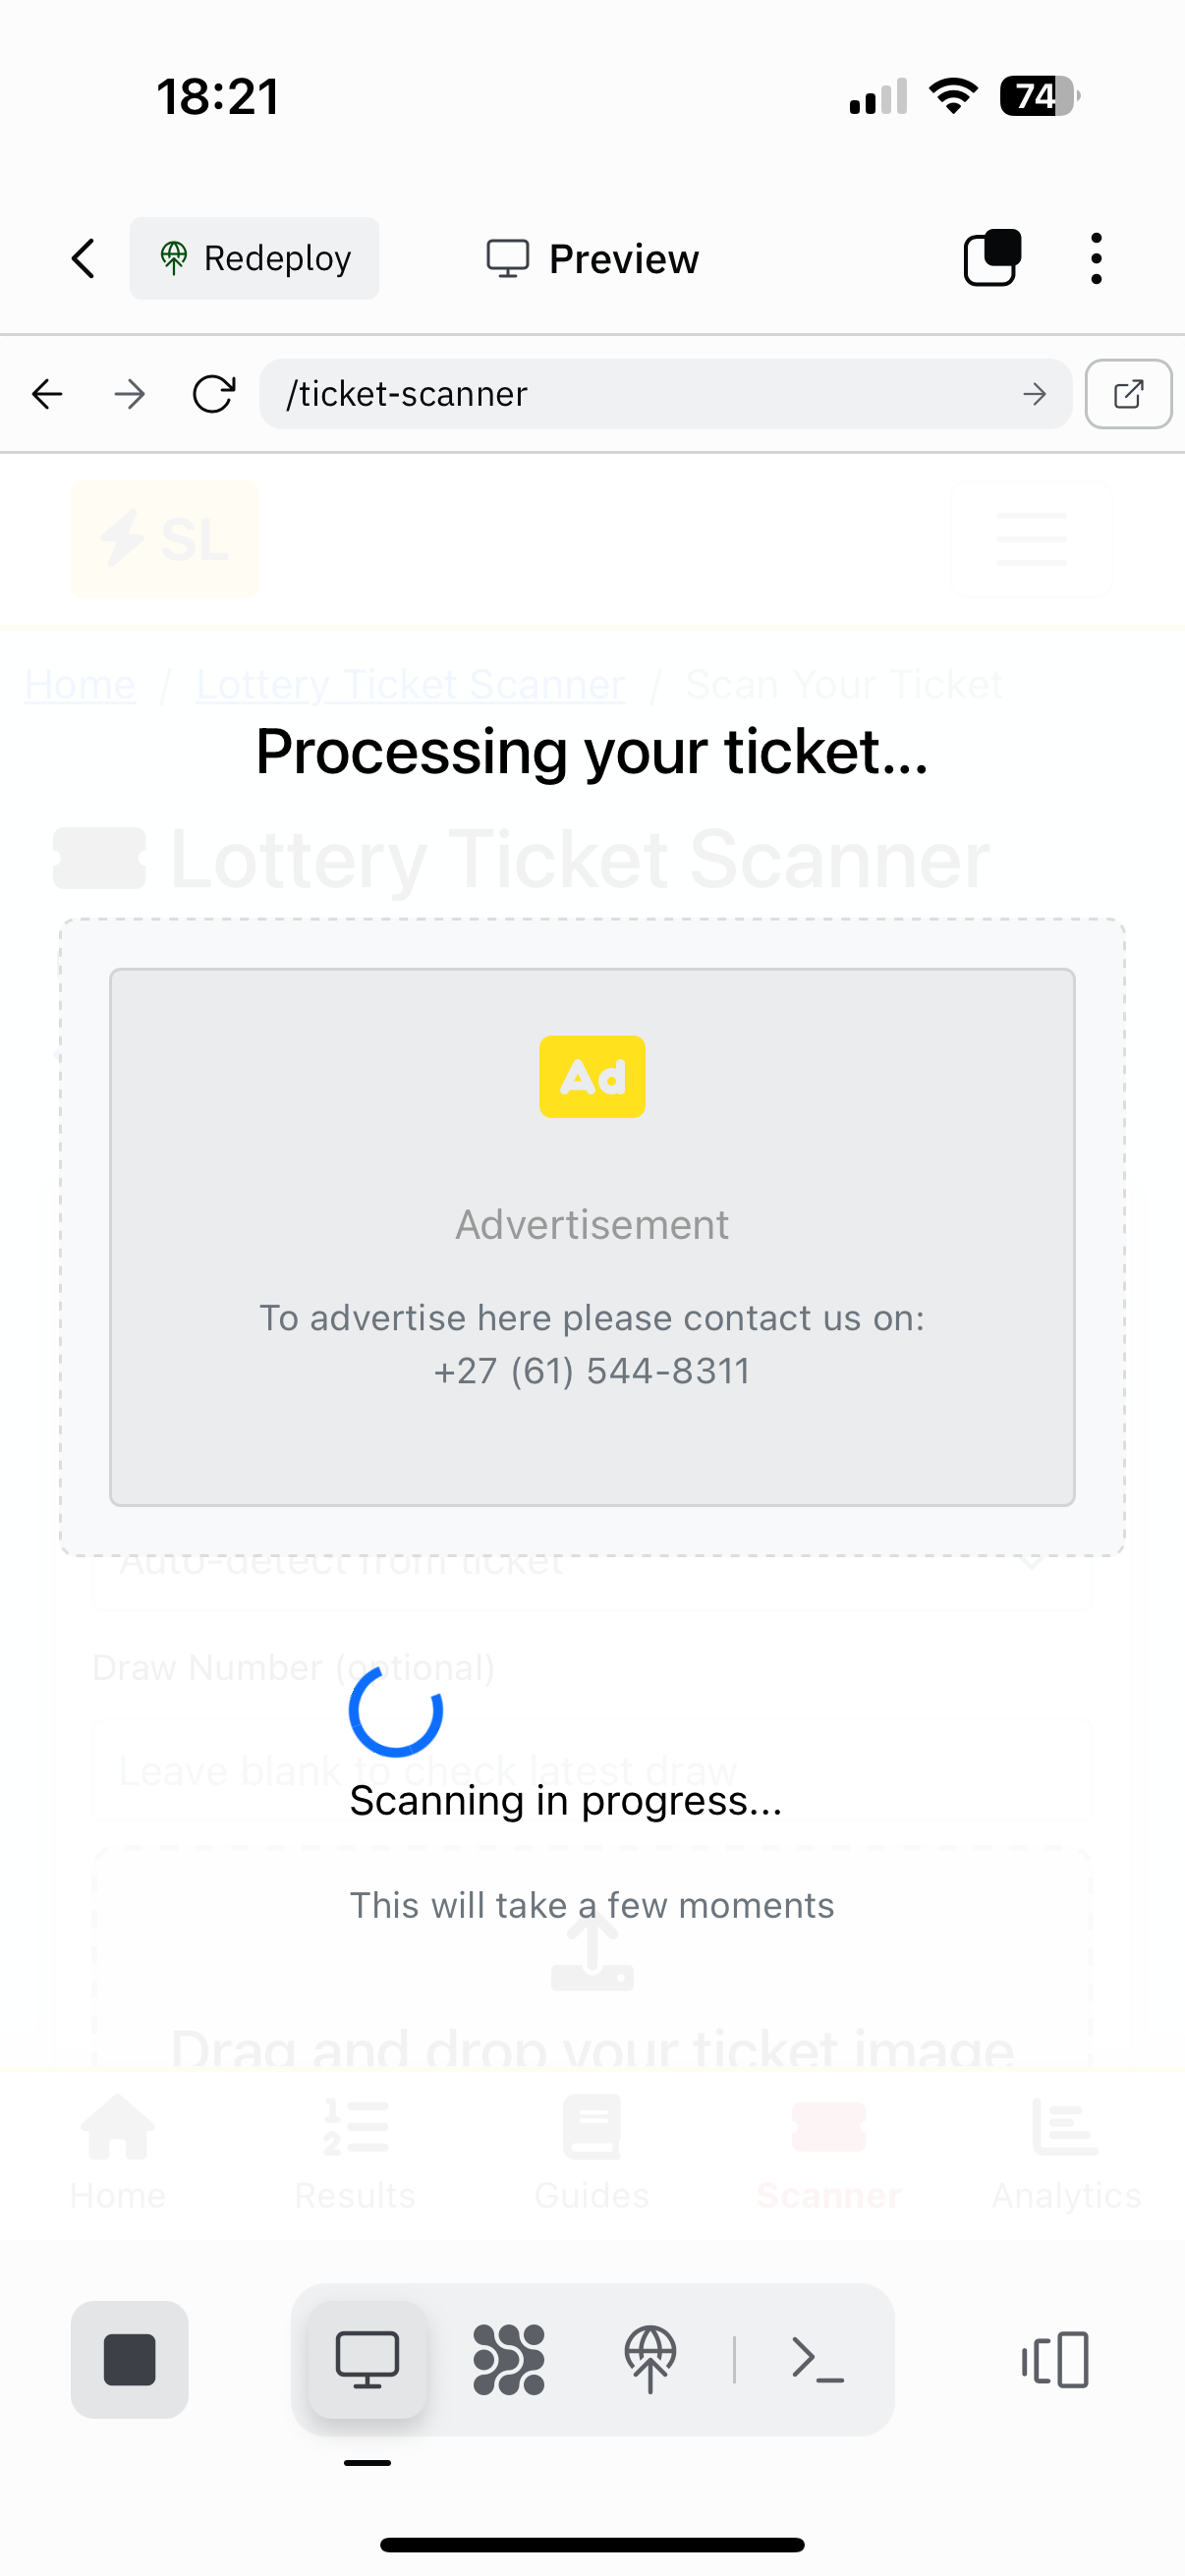 18:21
74
Redeploy
Preview
/ticket-scanner
SL
Home / Lottery Ticket Scanner / Scan Your Ticket
Processing your ticket...
Lottery Ticket Scanner
Ad
Advertisement
To advertise here please contact us on:
+27 (61) 544-8311
Auto-detect from ticket
Draw Number (optional)
Leave blank to check latest draw
Scanning in progress...
This will take a few moments
Drag and drop your ticket image
Home
Results
Guides
Scanner
Analytics